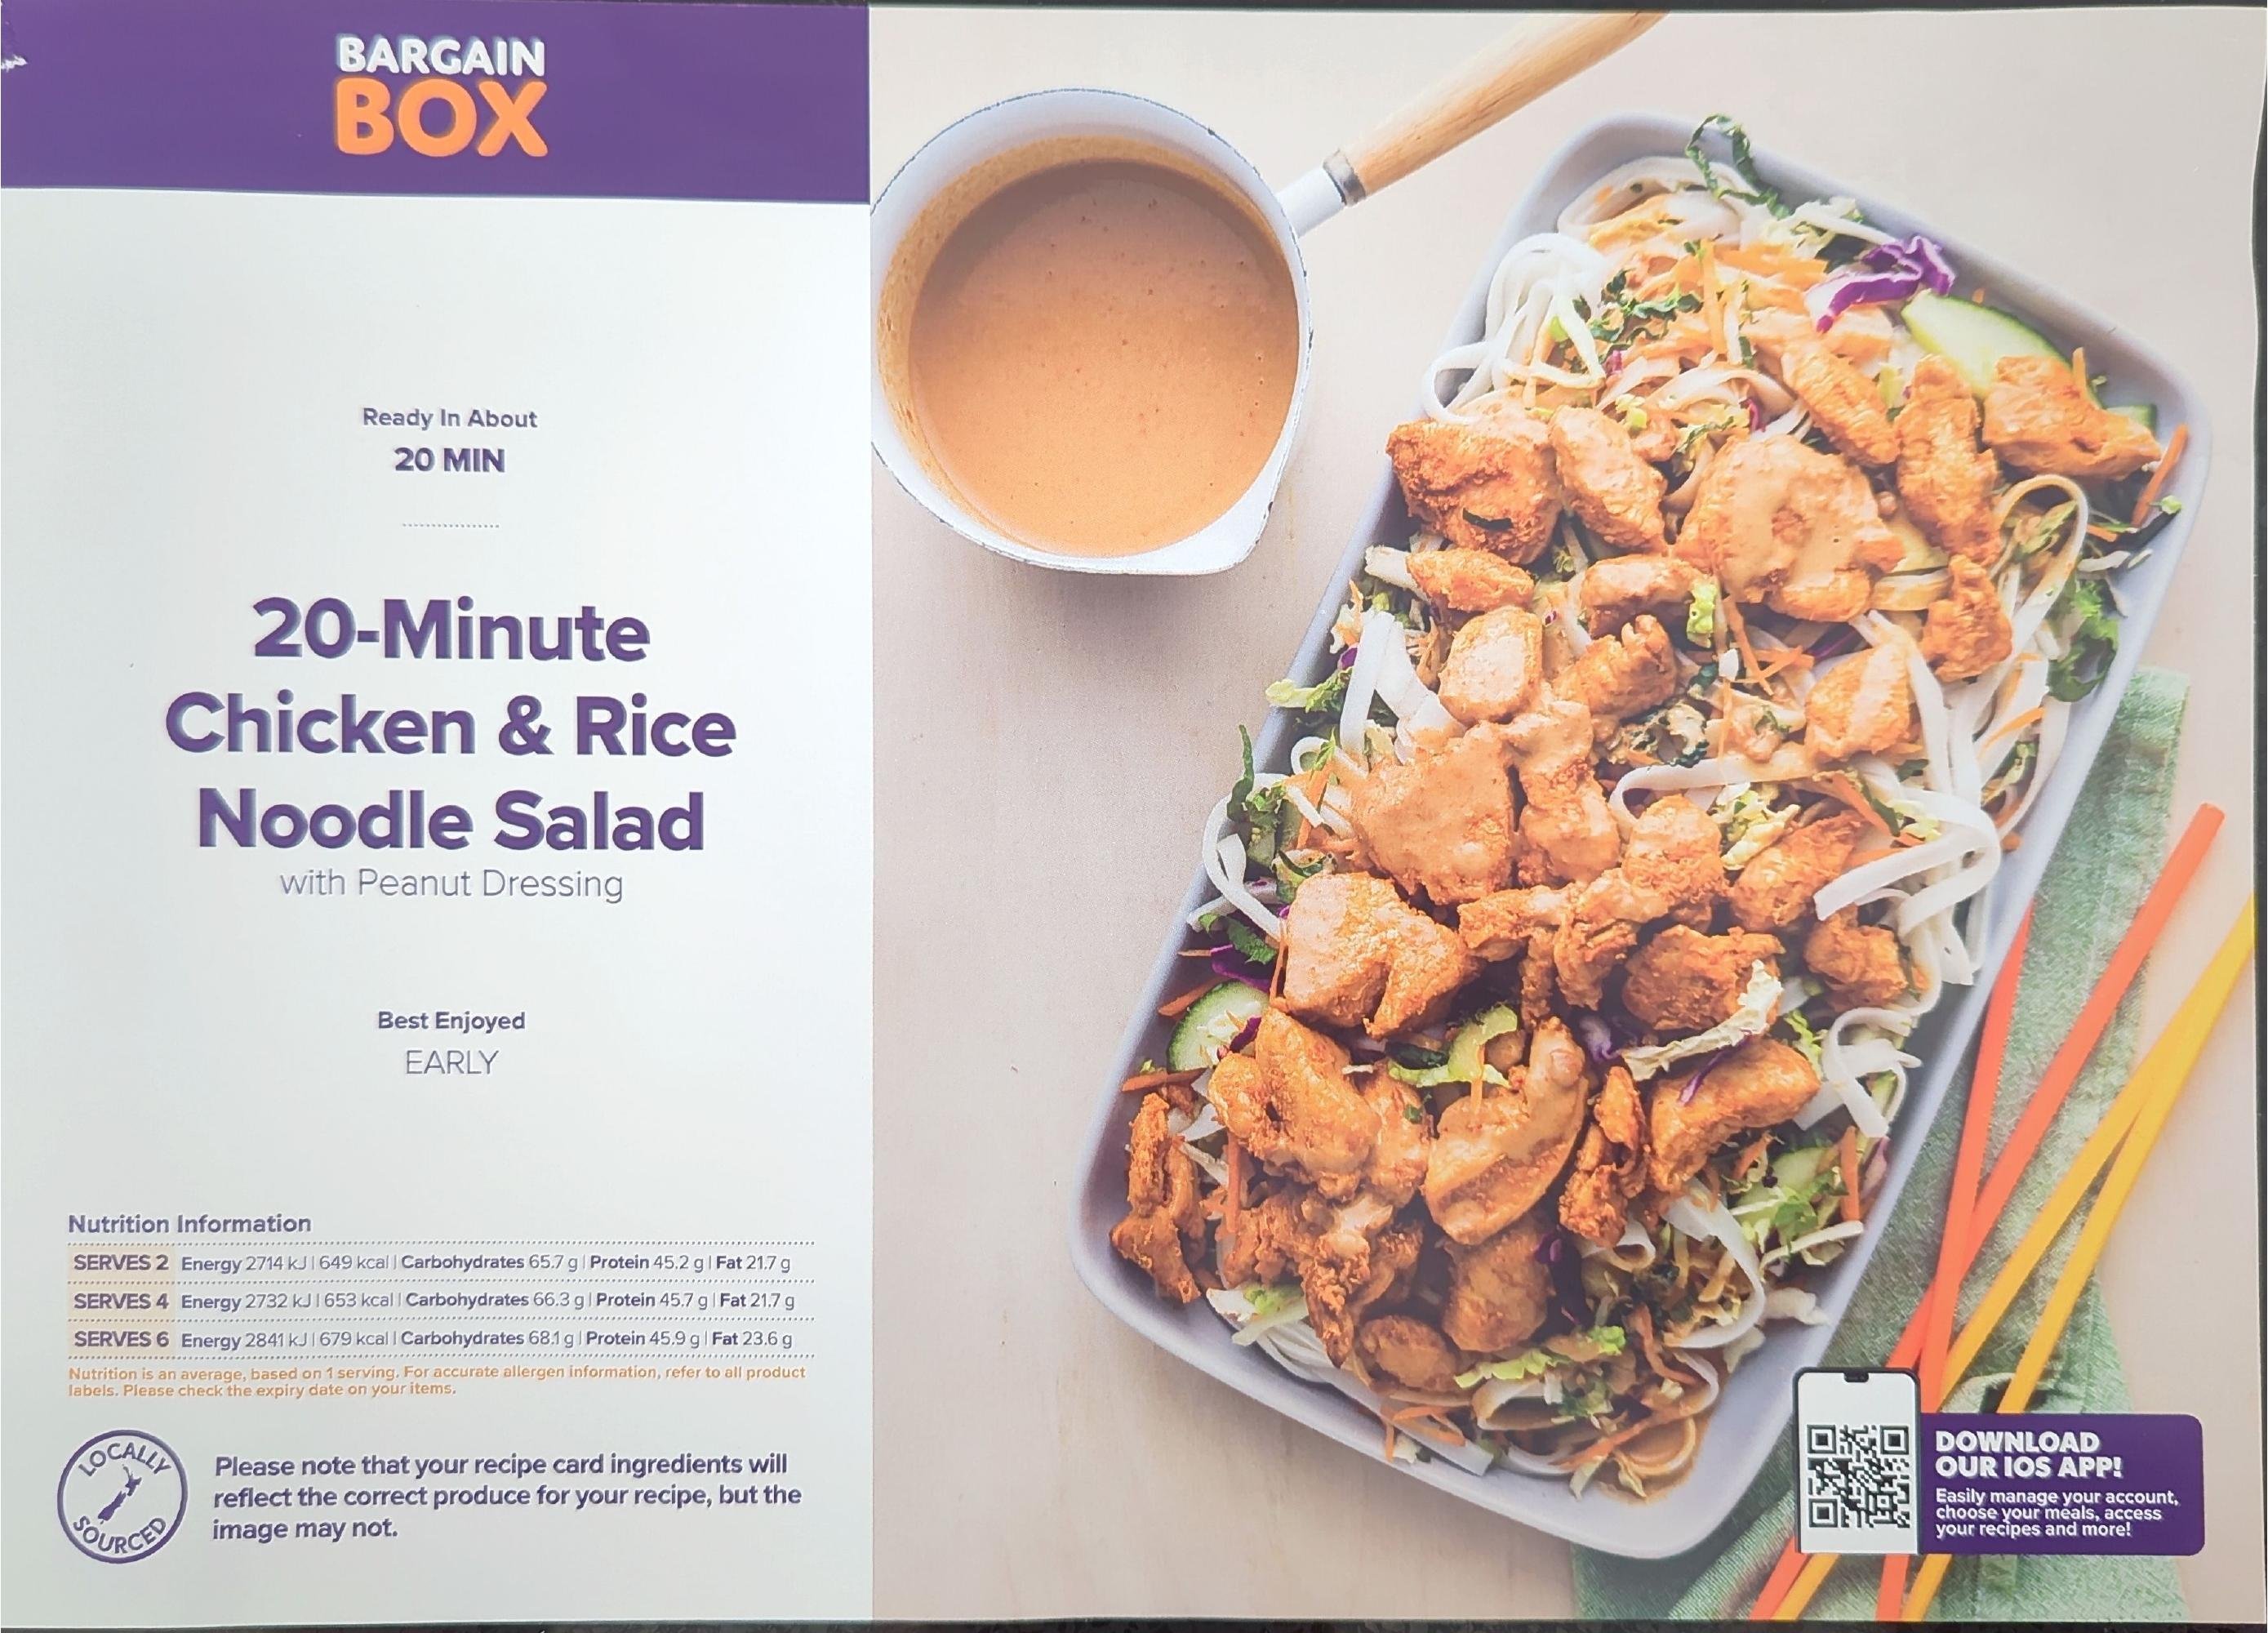 BARGAIN
BOX
Ready In About
20 MIN
20-Minute
Chicken & Rice
Noodle Salad
with Peanut Dressing
Best Enjoyed
EARLY
Nutrition Information
SERVES 2 Energy 2714 kJ | 649 kcal | Carbohydrates 65.7 g | Protein 45.2 g | Fat 21.7 g
SERVES 4 Energy 2732 kJ | 653 kcal | Carbohydrates 66.3 g | Protein 45.7 g | Fat 21.7 g
SERVES 6 Energy 2841 kJ | 679 kcal | Carbohydrates 68.1 g | Protein 45.9 g | Fat 23.6 g
Nutrition is an average, based on 1 serving. For accurate allergen information, refer to all product
labels. Please check the expiry date on your items.
LOCALLY
SOURCED
Please note that your recipe card ingredients will
reflect the correct produce for your recipe, but the
image may not.
DOWNLOAD
OUR IOS APP!
Easily manage your account,
choose your meals, access
your recipes and more!